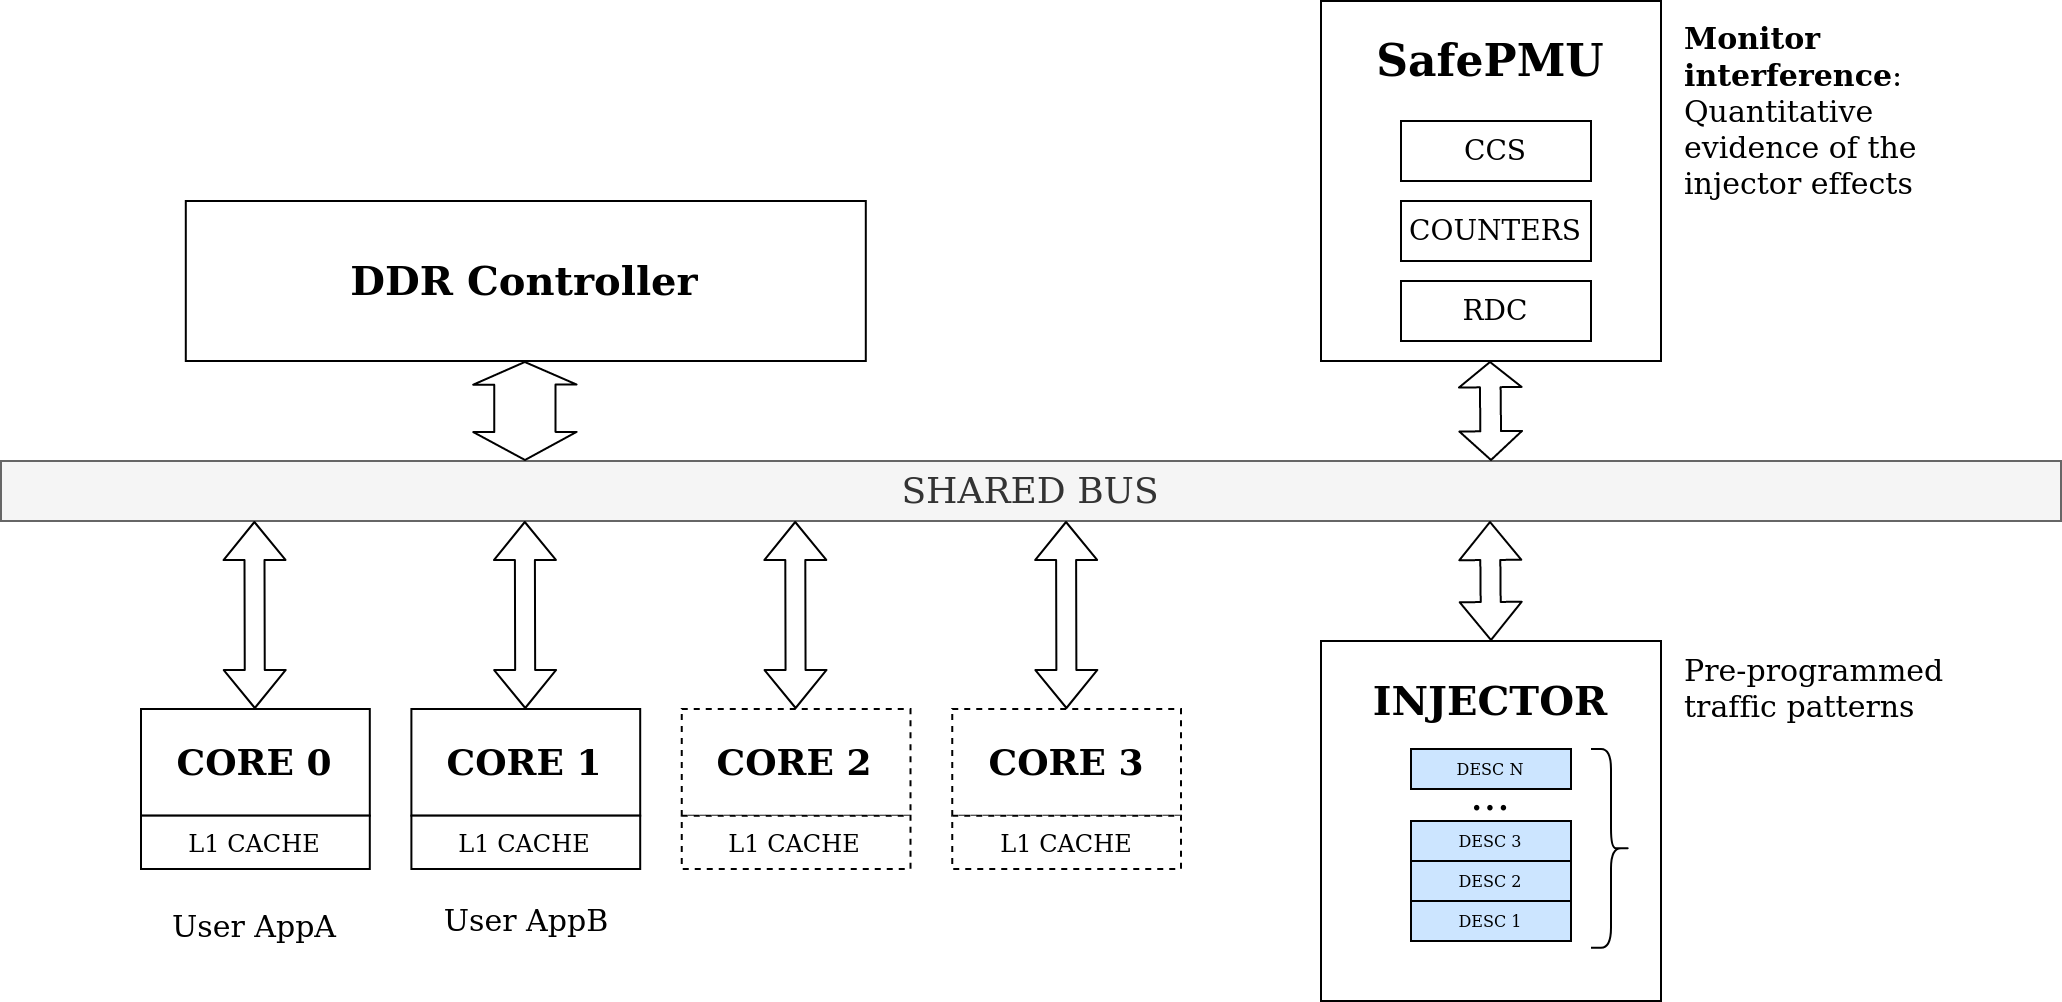 SafePMU
Monitor
interference:
Quantitative
evidence of the
injector effects
CCS
COUNTERS
RDC
DDR Controller
SHARED BUS
CORE 0
L1 CACHE
User AppA
CORE 1
L1 CACHE
User AppB
CORE 2
L1 CACHE
CORE 3
L1 CACHE
INJECTOR
Pre-programmed
traffic patterns
DESC N
...
DESC 3
DESC 2
DESC 1